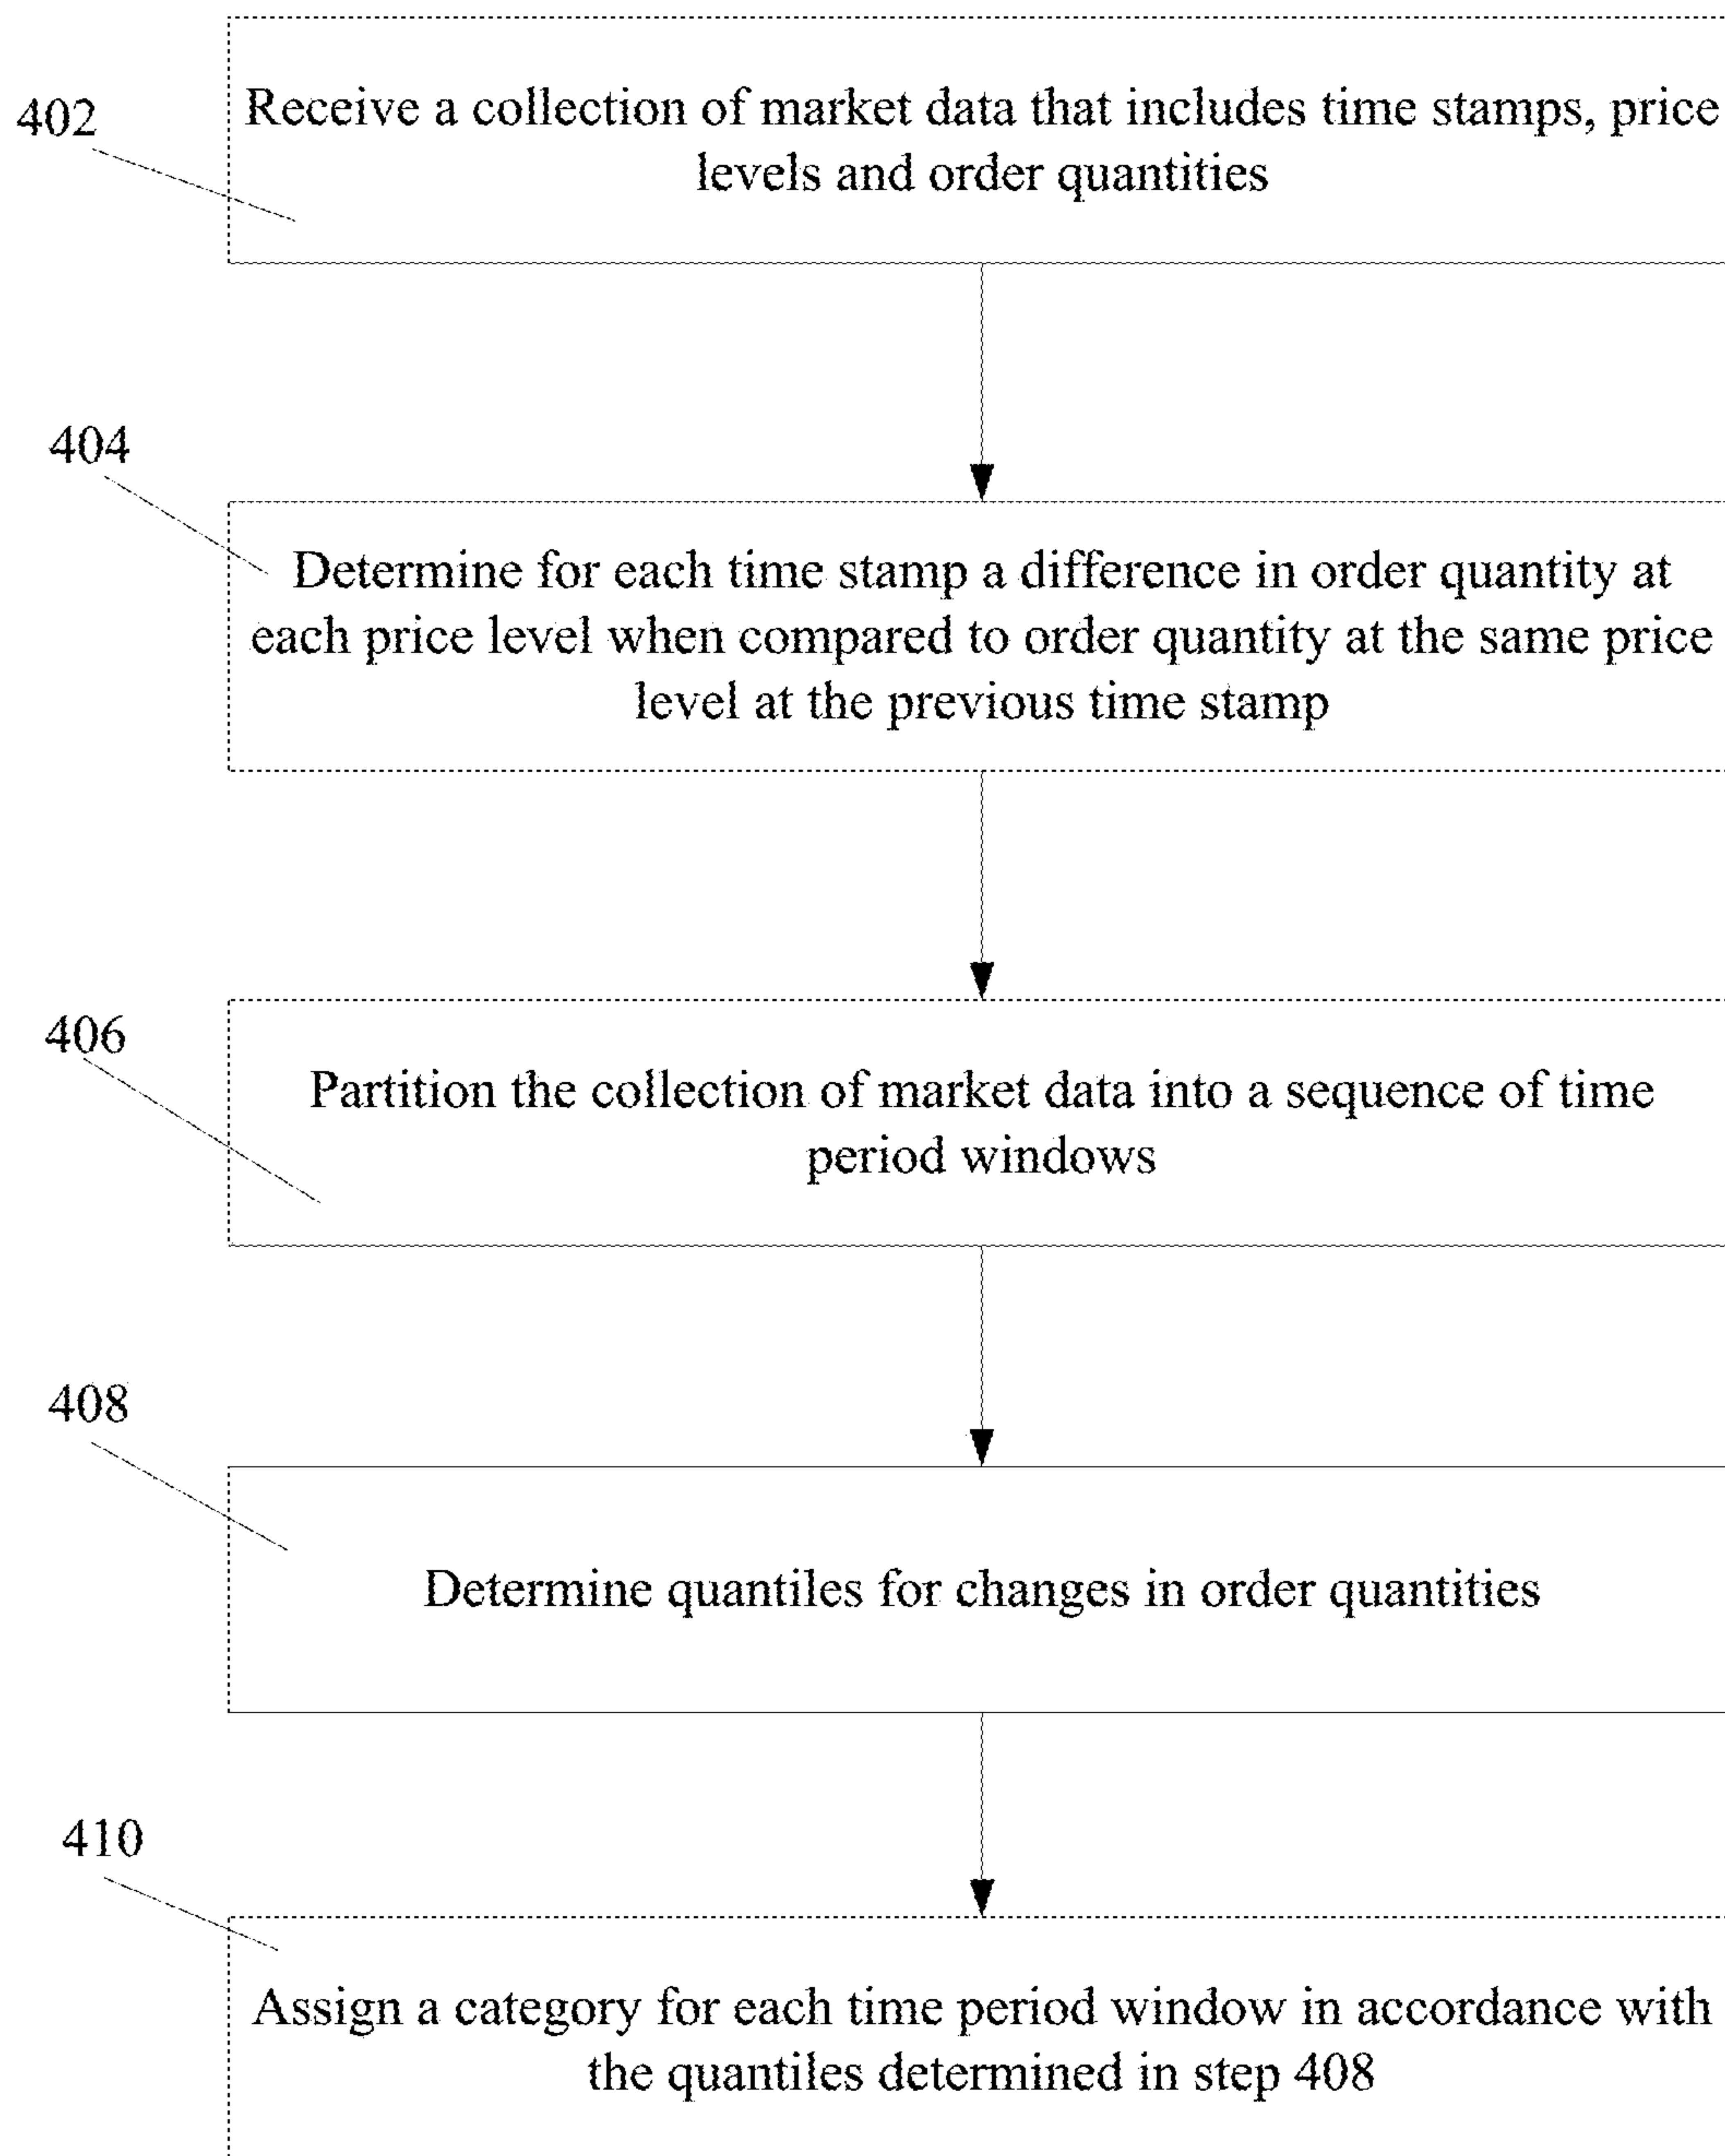 402
Receive a collection of market data that includes time stamps, price
levels and order quantities
404
Determine for each time stamp a difference in order quantity at
each price level when compared to order quantity at the same price
level at the previous time stamp
406
Partition the collection of market data into a sequence of time
period windows
408
Determine quantiles for changes in order quantities
410
Assign a category for each time period window in accordance with
the quantiles determined in step 408